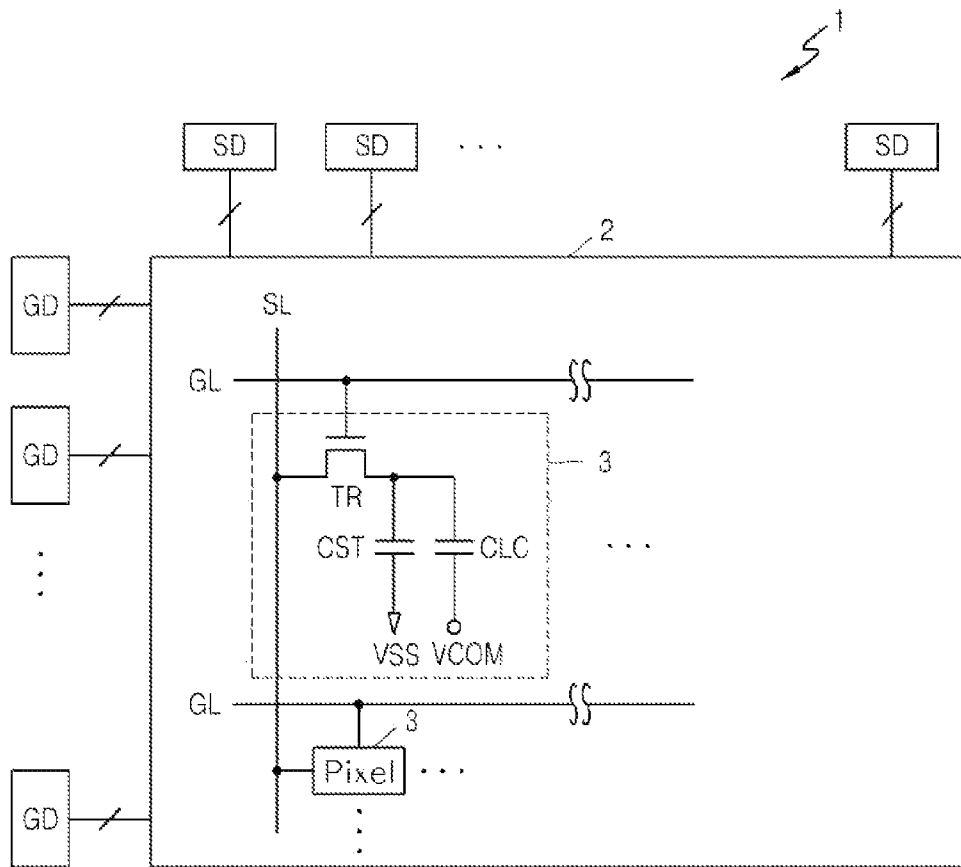 1
SD SD ... SD
2
GD
SL
GL
GD
3
TR
CST CLC
...
VSS VCOM
GL
3
Pixel ...
GD